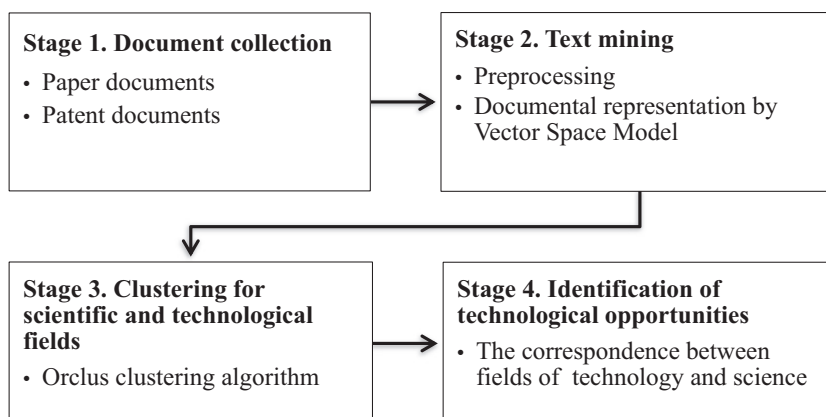 Stage 1. Document collection
• Paper documents
• Patent documents
Stage 2. Text mining
• Preprocessing
• Documental representation by
Vector Space Model
Stage 3. Clustering for
scientific and technological
fields
• Orclus clustering algorithm
Stage 4. Identification of
technological opportunities
• The correspondence between
fields of technology and science